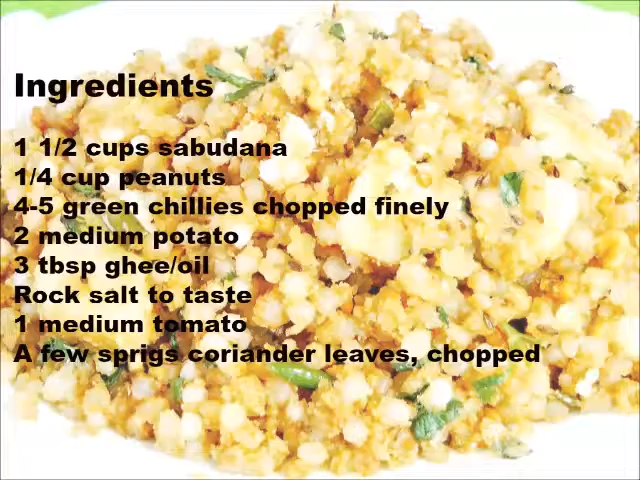 Ingredients
1 1/2 cups sabudana
1/4 cup peanuts
4-5 green chillies chopped finely
2 medium potato
3 tbsp ghee/oil
Rock salt to taste
1 medium tomato
A few sprigs coriander leaves, chopped